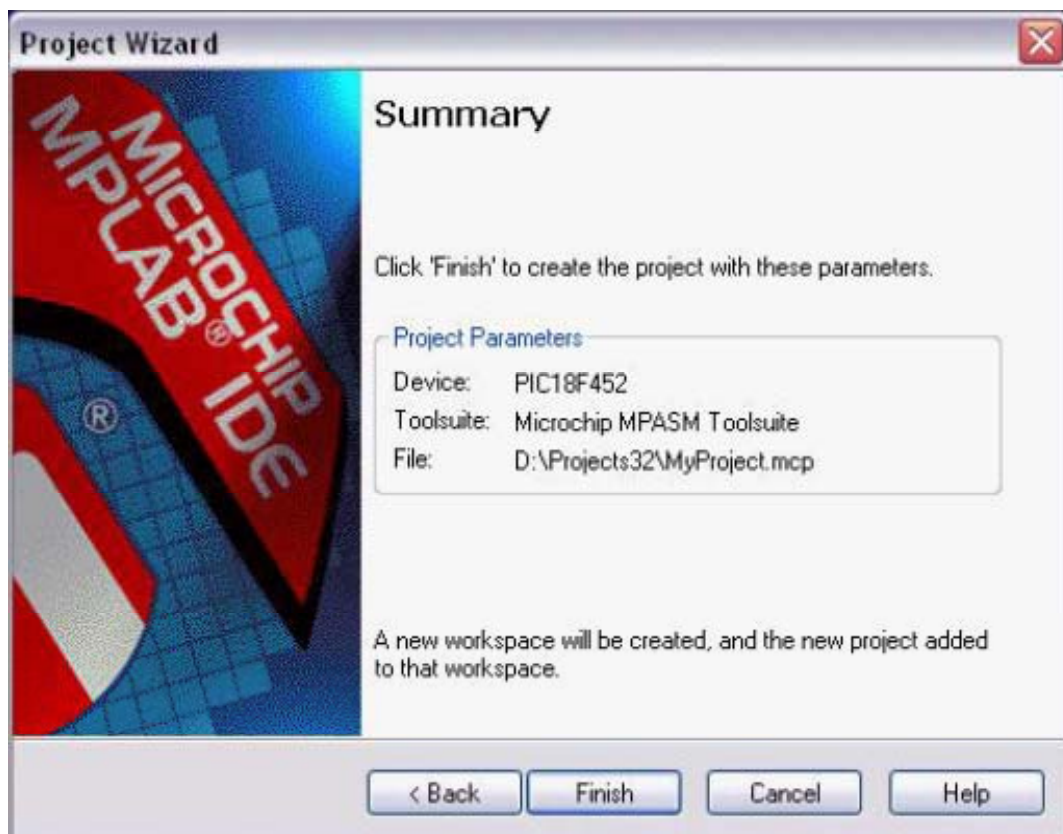 Project Wizard
MICROCHIP
MPLAB® IDE
®
Summary
Click 'Finish' to create the project with these parameters.
Project Parameters
Device: PIC18F452
Toolsuite: Microchip MPASM Toolsuite
File: D:\Projects32\MyProject.mcp
A new workspace will be created, and the new project added
to that workspace.
< Back Finish Cancel Help